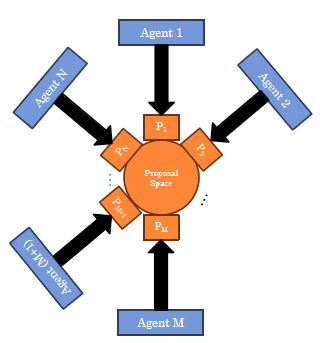 Agent 1
Agent N
Agent 2
P1
PN
P2
Proposal
Space
...
...
PM+1
PM
Agent (M+1)
Agent M